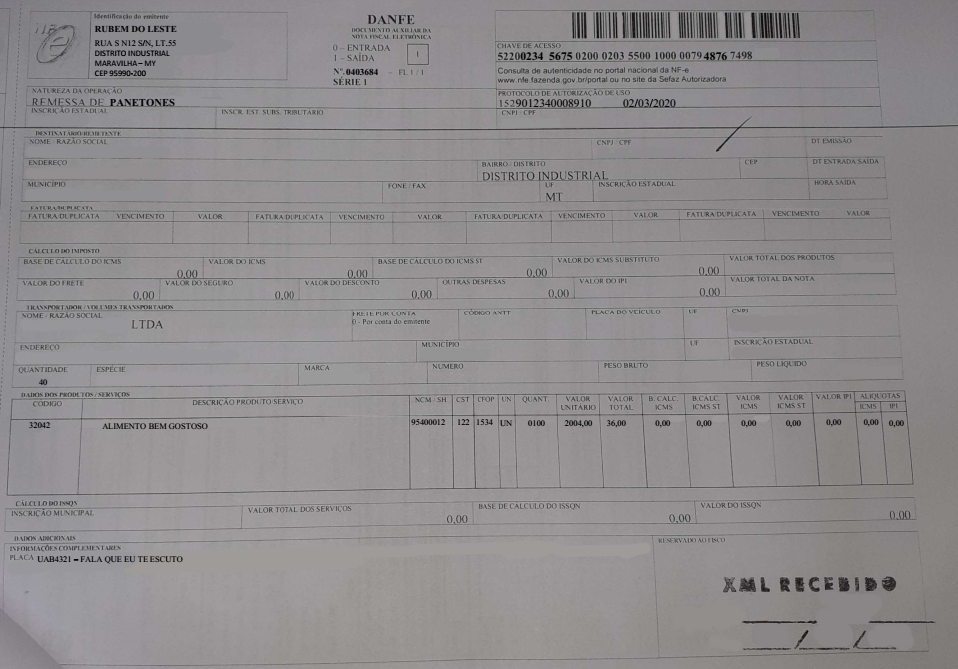 Identificação do emitente
RUBEM DO LESTE
RUA S N12 S/N, LT.55
DISTRITO INDUSTRIAL
MARAVILHA – MY
CEP 95990-200
DANFE
DOCUMENTO AUXILIAR DA
NOTA FISCAL ELETRÔNICA
0 - ENTRADA
1 - SAÍDA
1
Nº.0403684 - FL 1 / 1
SÉRIE 1
CHAVE DE ACESSO
52200234 5675 0200 0203 5500 1000 0079 4876 7498
Consulta de autenticidade no portal nacional da NF-e
www.nfe.fazenda.gov.br/portal ou no site da Sefaz Autorizadora
NATUREZA DA OPERAÇÃO
REMESSA DE PANETONES
PROTOCOLO DE AUTORIZAÇÃO DE USO
1529012340008910 02/03/2020
INSCRIÇÃO ESTADUAL
INSCR. EST. SUBS. TRIBUTÁRIO
CNPJ / CPF
DESTINATÁRIO/REMETENTE
NOME / RAZÃO SOCIAL
CNPJ / CPF
DT EMISSÃO
ENDEREÇO
BAIRRO / DISTRITO
DISTRITO INDUSTRIAL
CEP
DT ENTRADA SAÍDA
MUNICÍPIO
FONE / FAX
UF
MT
INSCRIÇÃO ESTADUAL
HORA SAÍDA
FATURA/DUPLICATA
FATURA/DUPLICATA VENCIMENTO VALOR FATURA/DUPLICATA VENCIMENTO VALOR FATURA/DUPLICATA VENCIMENTO VALOR FATURA/DUPLICATA VENCIMENTO VALOR
CÁLCULO DO IMPOSTO
BASE DE CÁLCULO DO ICMS VALOR DO ICMS BASE DE CÁLCULO DO ICMS ST VALOR DO ICMS SUBSTITUTO VALOR TOTAL DOS PRODUTOS
0,00 0,00 0,00 0,00
VALOR DO FRETE VALOR DO SEGURO VALOR DO DESCONTO OUTRAS DESPESAS VALOR DO IPI VALOR TOTAL DA NOTA
0,00 0,00 0,00 0,00 0,00
TRANSPORTADOR / VOLUMES TRANSPORTADOS
NOME / RAZÃO SOCIAL
LTDA
FRETE POR CONTA
0 - Por conta do emitente
CÓDIGO ANTT
PLACA DO VEÍCULO
UF
CNPJ
ENDEREÇO
MUNICÍPIO
UF
INSCRIÇÃO ESTADUAL
QUANTIDADE
40
ESPÉCIE
MARCA
NUMERO
PESO BRUTO
PESO LÍQUIDO
DADOS DOS PRODUTOS / SERVIÇOS
CÓDIGO DESCRIÇÃO PRODUTO/SERVIÇO NCM / SH CST CFOP UN QUANT. VALOR UNITÁRIO VALOR TOTAL B. CALC. ICMS B.CALC ICMS ST VALOR ICMS VALOR ICMS ST VALOR IPI ALIQUOTAS ICMS IPI
32042 ALIMENTO BEM GOSTOSO 95400012 122 1534 UN 0100 2004,00 36,00 0,00 0,00 0,00 0,00 0,00 0,00 0,00
CÁLCULO DO ISSQN
INSCRIÇÃO MUNICIPAL VALOR TOTAL DOS SERVIÇOS BASE DE CÁLCULO DO ISSQN VALOR DO ISSQN
0,00 0,00 0,00
DADOS ADICIONAIS
INFORMAÇÕES COMPLEMENTARES
PLACA UAB4321 – FALA QUE EU TE ESCUTO
RESERVADO AO FISCO
XML RECEBIDO